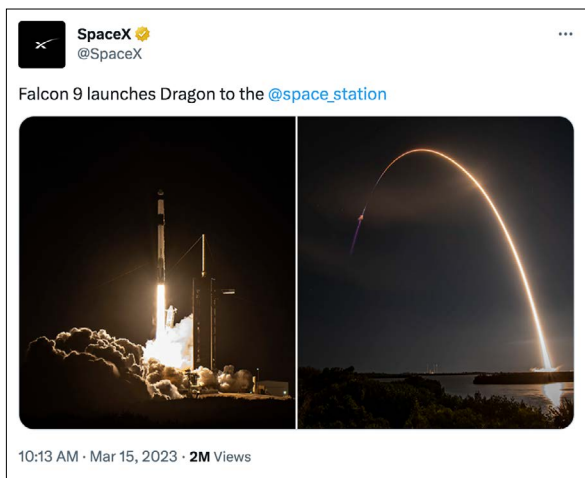 SpaceX
@SpaceX
Falcon 9 launches Dragon to the @space_station
10:13 AM · Mar 15, 2023 · 2M Views